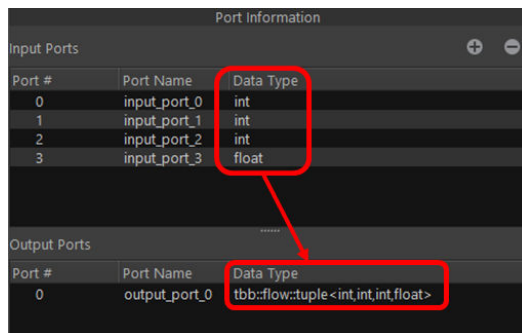 Port Information
Input Ports
Port # Port Name Data Type
0 input_port_0 int
1 input_port_1 int
2 input_port_2 int
3 input_port_3 float
Output Ports
Port # Port Name Data Type
0 output_port_0 tbb::flow::tuple<int,int,int,float>